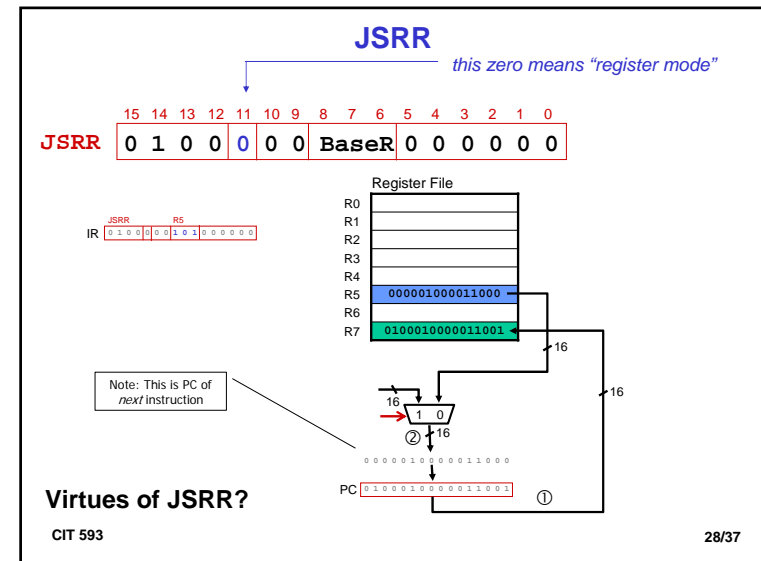 JSRR
this zero means “register mode”
15 14 13 12 11 10 9 8 7 6 5 4 3 2 1 0
JSRR 0 1 0 0 0 0 0 BaseR 0 0 0 0 0 0
Register File
R0
R1
R2
R3
R4
R5 000001000011000
R6
R7 0100010000011001
JSRR R5
IR 0 1 0 0 0 0 0 1 0 1 0 0 0 0 0 0
16
16
16
1 0
② 16
Note: This is PC of
next instruction
0 0 0 0 0 1 0 0 0 0 0 1 1 0 0 0
PC 0 1 0 0 0 1 0 0 0 0 0 1 1 0 0 1
①
Virtues of JSRR?
CIT 593
28/37